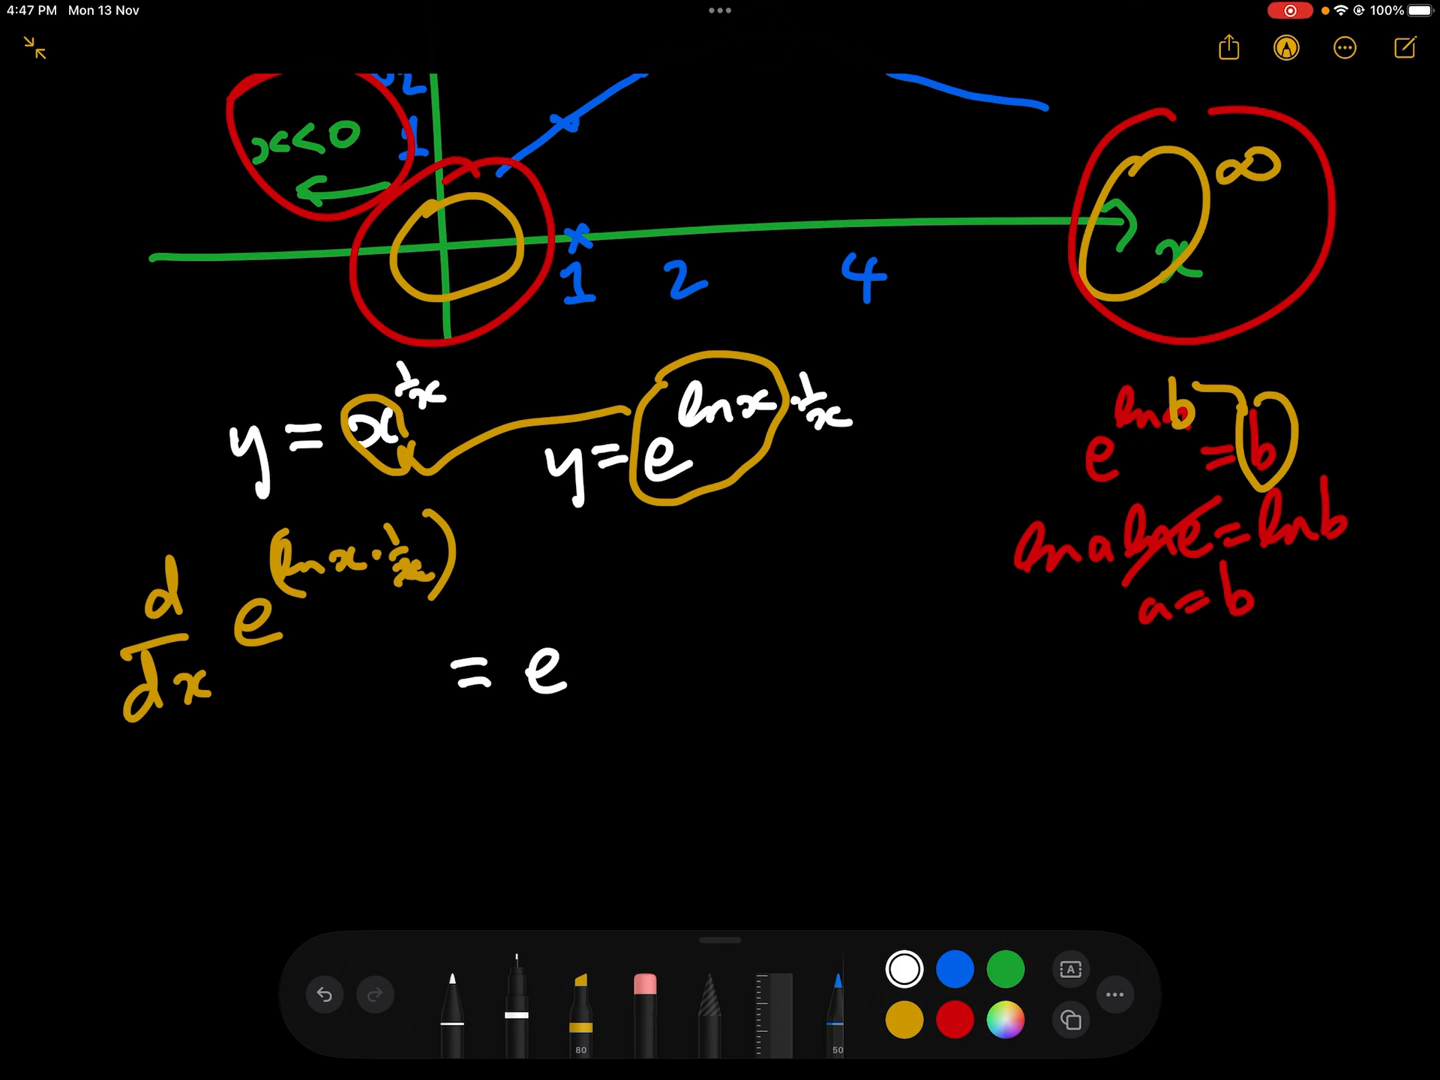 4:47 PM Mon 13 Nov
100%
2
x<0
1
∞
x
1 2 4
y = x^{1/x}
y = e^{ln x · 1/x}
e^{ln b} = b
ln a ln e = ln b
a = b
d/dx e^{(ln x · 1/x)}
= e
80
50
A